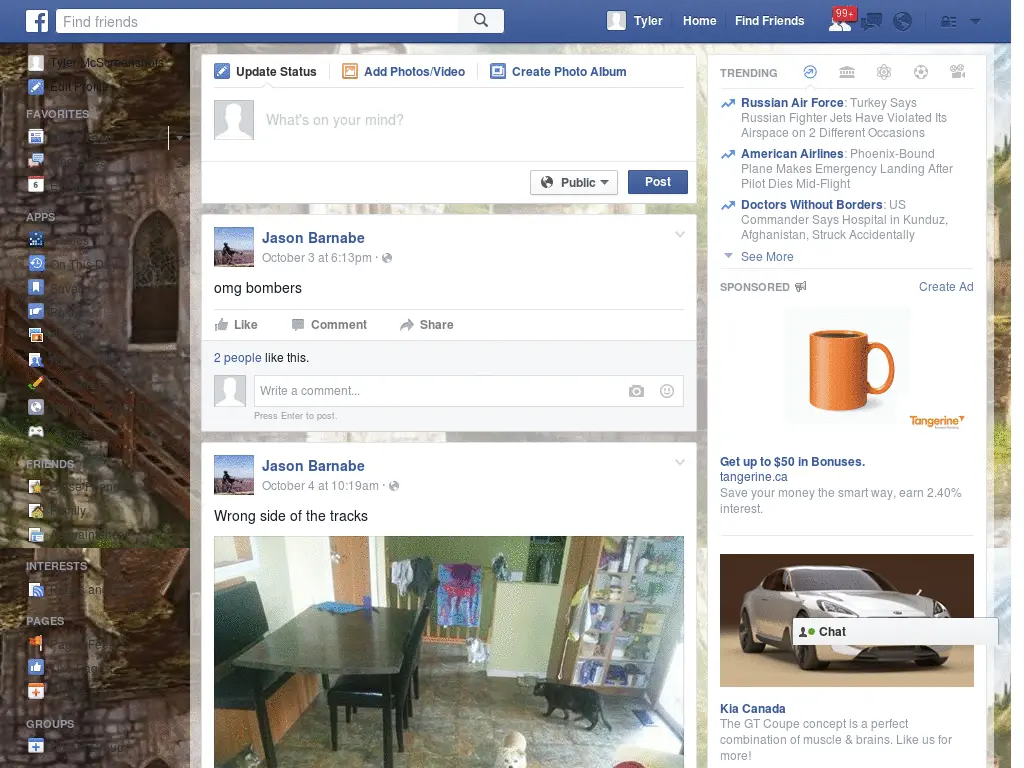 Find friends
Tyler
Home
Find Friends
99+
Tyler McScreenshots
Edit Profile
FAVORITES
6
APPS
On This Day
FRIENDS
Family
INTERESTS
PAGES
GROUPS
Update Status
Add Photos/Video
Create Photo Album
What's on your mind?
Public
Post
Jason Barnabe
October 3 at 6:13pm ·
omg bombers
Like
Comment
Share
2 people like this.
Write a comment...
Press Enter to post.
Jason Barnabe
October 4 at 10:19am ·
Wrong side of the tracks
TRENDING
Russian Air Force: Turkey Says
Russian Fighter Jets Have Violated Its
Airspace on 2 Different Occasions
American Airlines: Phoenix-Bound
Plane Makes Emergency Landing After
Pilot Dies Mid-Flight
Doctors Without Borders: US
Commander Says Hospital in Kunduz,
Afghanistan, Struck Accidentally
See More
SPONSORED
Create Ad
Tangerine
Get up to $50 in Bonuses.
tangerine.ca
Save your money the smart way, earn 2.40%
interest.
Chat
Kia Canada
The GT Coupe concept is a perfect
combination of muscle & brains. Like us for
more!